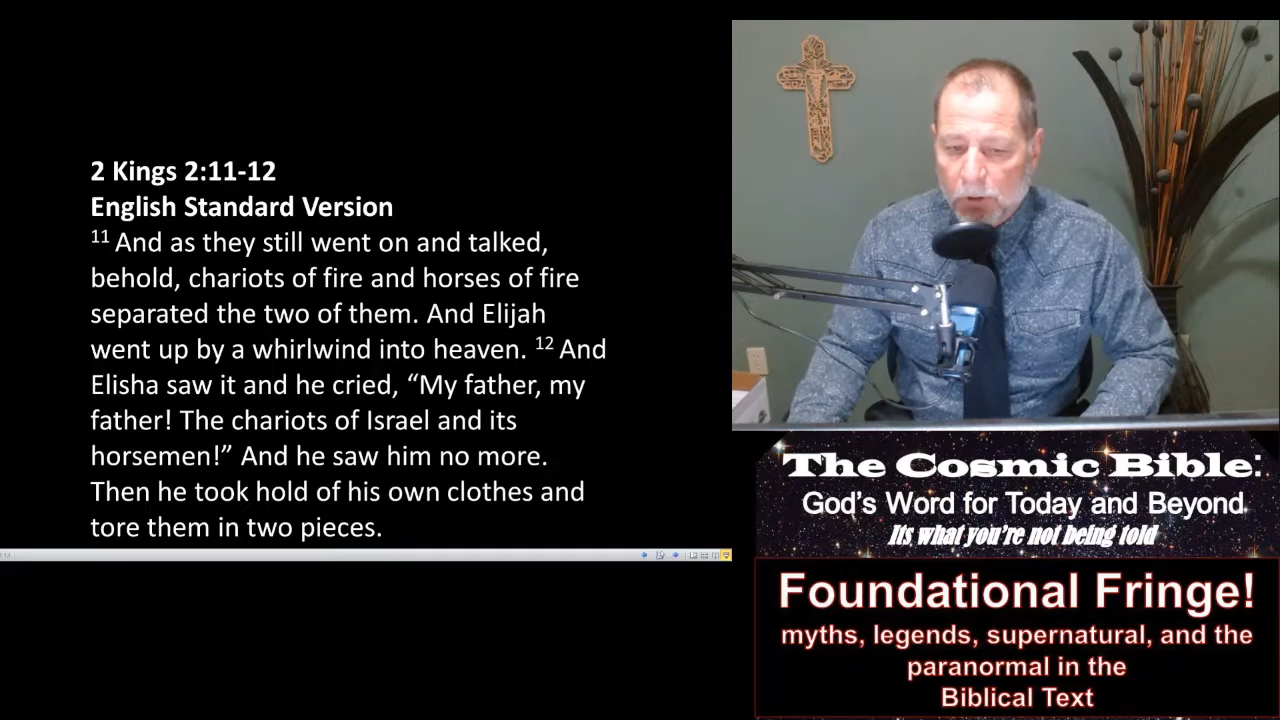 2 Kings 2:11-12
English Standard Version
11 And as they still went on and talked,
behold, chariots of fire and horses of fire
separated the two of them. And Elijah
went up by a whirlwind into heaven. 12 And
Elisha saw it and he cried, “My father, my
father! The chariots of Israel and its
horsemen!” And he saw him no more.
Then he took hold of his own clothes and
tore them in two pieces.
The Cosmic Bible:
God's Word for Today and Beyond
Its what you're not being told
Foundational Fringe!
myths, legends, supernatural, and the
paranormal in the
Biblical Text